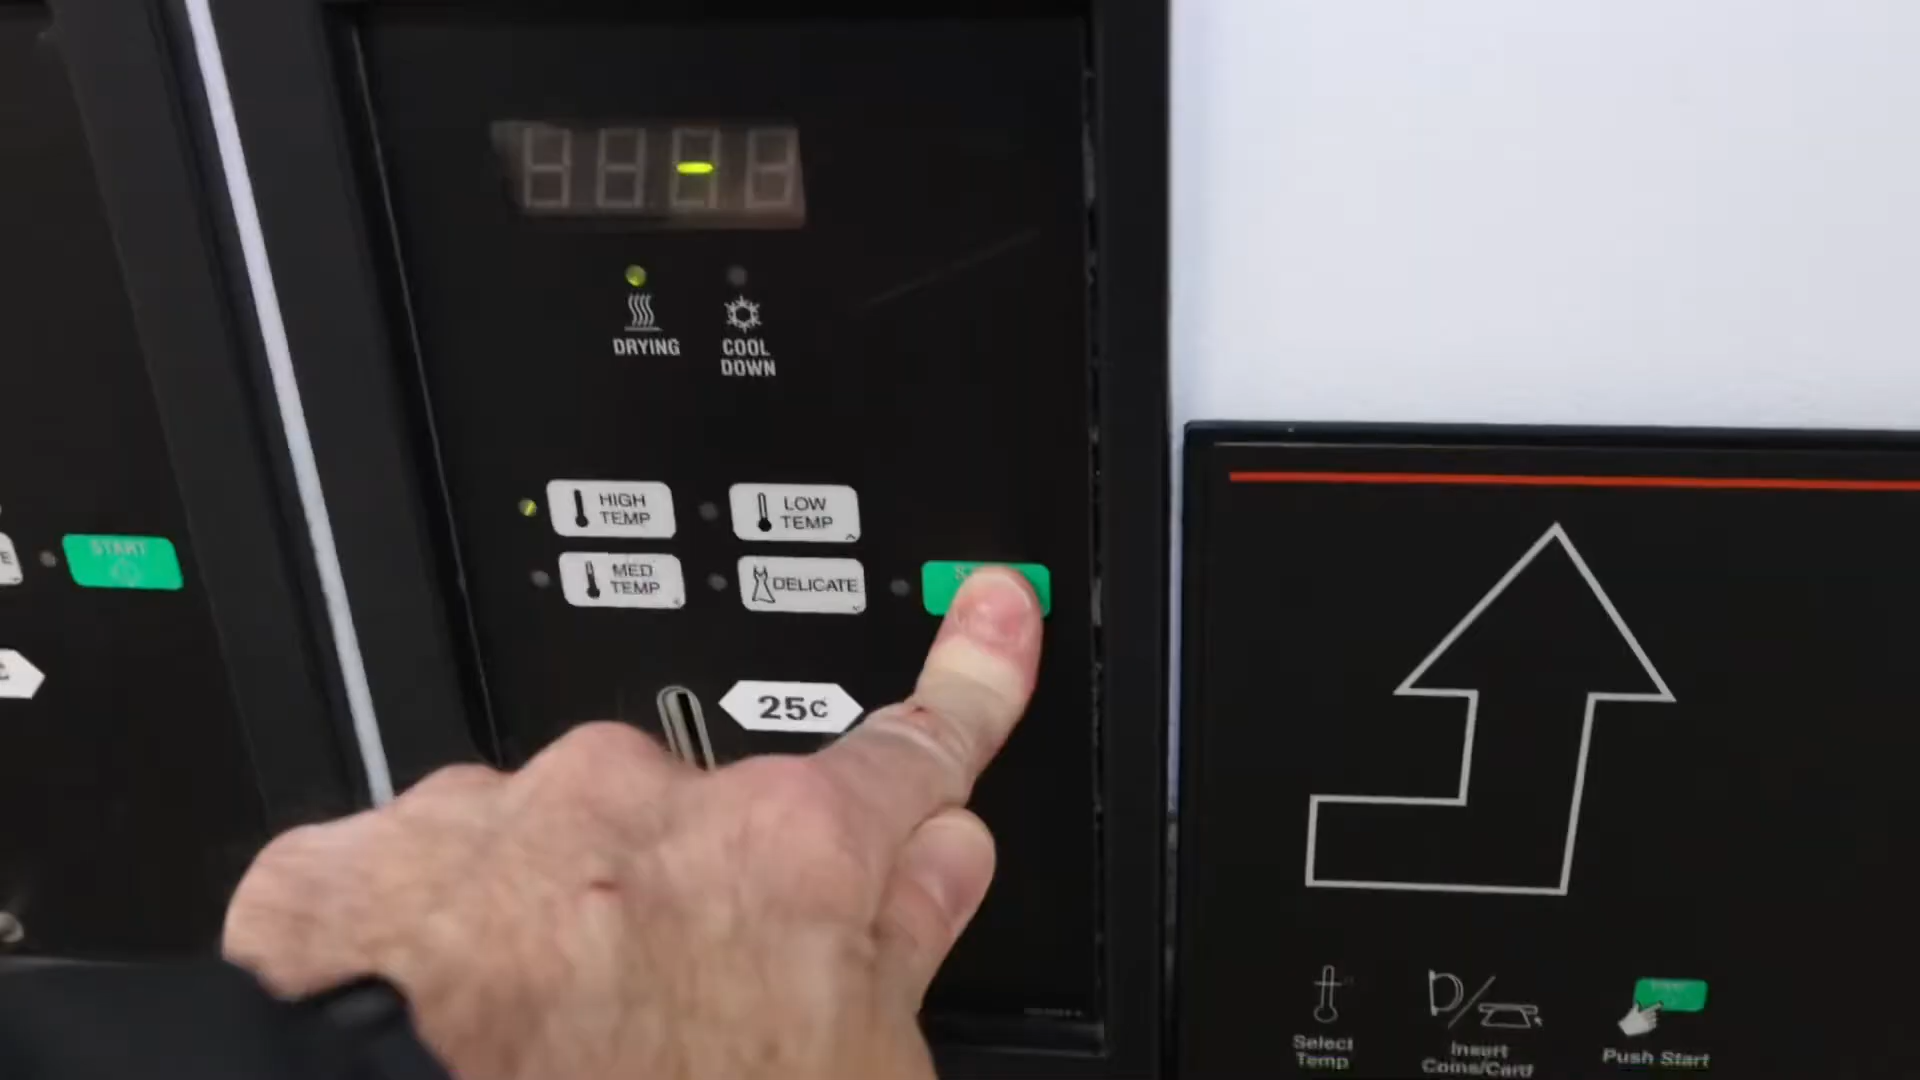 DRYING
COOL
DOWN
HIGH
TEMP
LOW
TEMP
MED
TEMP
DELICATE
START
25¢
Select
Temp
Insert
Coins/Card
Push Start